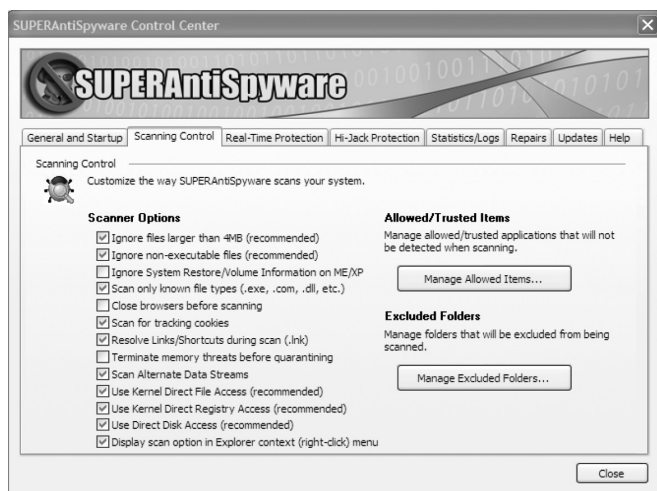 SUPERAntiSpyware Control Center
SUPERAntiSpyware
General and Startup
Scanning Control
Real-Time Protection
Hi-Jack Protection
Statistics/Logs
Repairs
Updates
Help
Scanning Control
Customize the way SUPERAntiSpyware scans your system.
Scanner Options
Ignore files larger than 4MB (recommended)
Ignore non-executable files (recommended)
Ignore System Restore/Volume Information on ME/XP
Scan only known file types (.exe, .com, .dll, etc.)
Close browsers before scanning
Scan for tracking cookies
Resolve Links/Shortcuts during scan (.lnk)
Terminate memory threats before quarantining
Scan Alternate Data Streams
Use Kernel Direct File Access (recommended)
Use Kernel Direct Registry Access (recommended)
Use Direct Disk Access (recommended)
Display scan option in Explorer context (right-click) menu
Allowed/Trusted Items
Manage allowed/trusted applications that will not
be detected when scanning.
Manage Allowed Items...
Excluded Folders
Manage folders that will be excluded from being
scanned.
Manage Excluded Folders...
Close